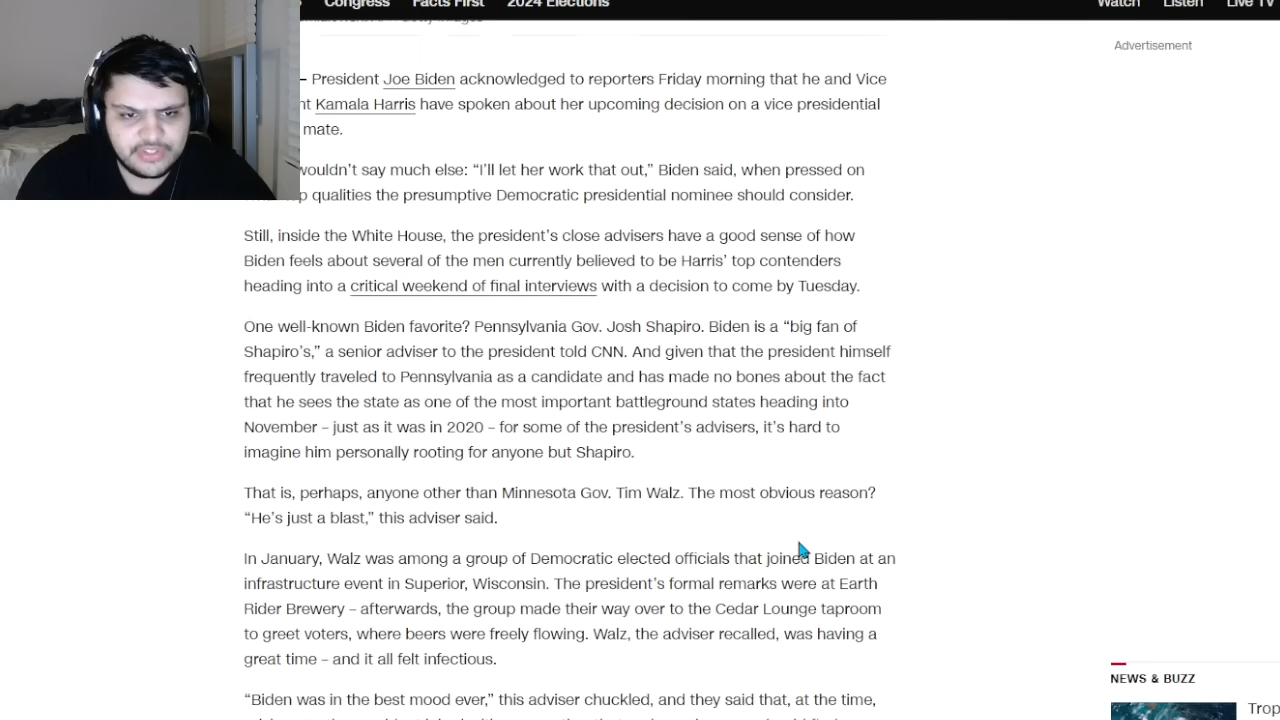 Congress Facts First 2024 Elections Watch Listen Live TV
Advertisement
– President Joe Biden acknowledged to reporters Friday morning that he and Vice
Kamala Harris have spoken about her upcoming decision on a vice presidential
mate.
wouldn’t say much else: “I’ll let her work that out,” Biden said, when pressed on
qualities the presumptive Democratic presidential nominee should consider.
Still, inside the White House, the president’s close advisers have a good sense of how
Biden feels about several of the men currently believed to be Harris’ top contenders
heading into a critical weekend of final interviews with a decision to come by Tuesday.
One well-known Biden favorite? Pennsylvania Gov. Josh Shapiro. Biden is a “big fan of
Shapiro’s,” a senior adviser to the president told CNN. And given that the president himself
frequently traveled to Pennsylvania as a candidate and has made no bones about the fact
that he sees the state as one of the most important battleground states heading into
November – just as it was in 2020 – for some of the president’s advisers, it’s hard to
imagine him personally rooting for anyone but Shapiro.
That is, perhaps, anyone other than Minnesota Gov. Tim Walz. The most obvious reason?
“He’s just a blast,” this adviser said.
In January, Walz was among a group of Democratic elected officials that joined Biden at an
infrastructure event in Superior, Wisconsin. The president’s formal remarks were at Earth
Rider Brewery – afterwards, the group made their way over to the Cedar Lounge taproom
to greet voters, where beers were freely flowing. Walz, the adviser recalled, was having a
great time – and it all felt infectious.
NEWS & BUZZ
“Biden was in the best mood ever,” this adviser chuckled, and they said that, at the time,
Trop